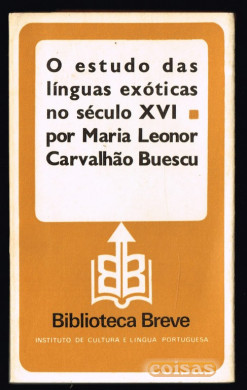 O estudo das
línguas exóticas
no século XVI
por Maria Leonor
Carvalhão Buescu
BB
Biblioteca Breve
INSTITUTO DE CULTURA E LÍNGUA PORTUGUESA
coisas